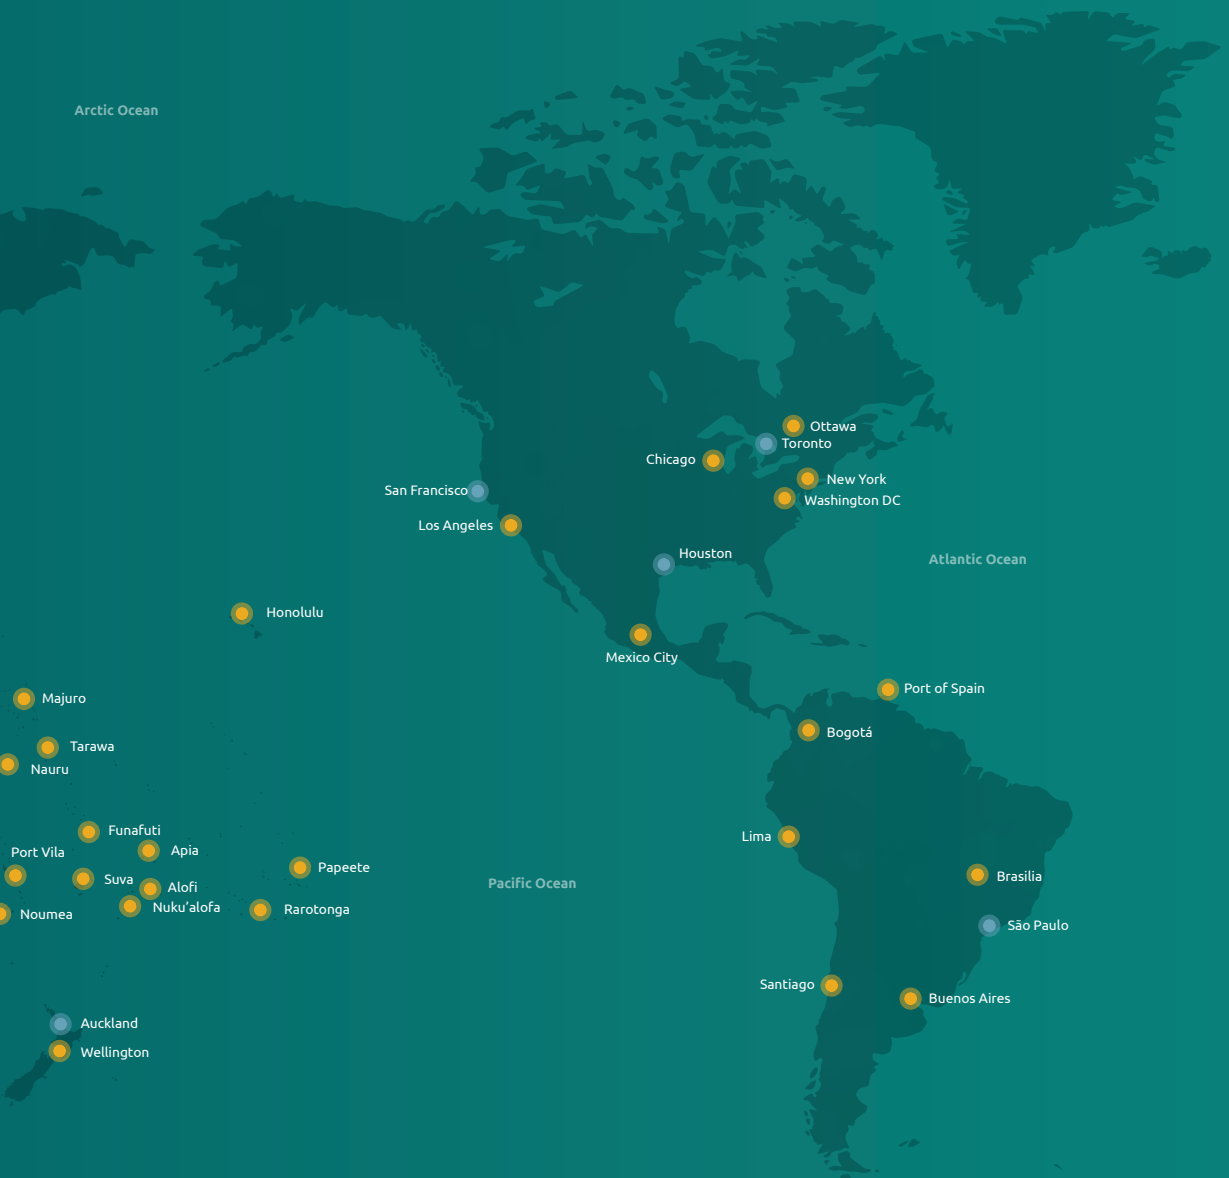 Arctic Ocean
Ottawa
Toronto
Chicago
New York
San Francisco
Washington DC
Los Angeles
Houston
Atlantic Ocean
Honolulu
Mexico City
Port of Spain
Majuro
Bogotá
Tarawa
Nauru
Funafuti
Lima
Port Vila
Apia
Papeete
Brasilia
Suva
Pacific Ocean
Alofi
Nuku’alofa
Rarotonga
Noumea
São Paulo
Santiago
Buenos Aires
Auckland
Wellington